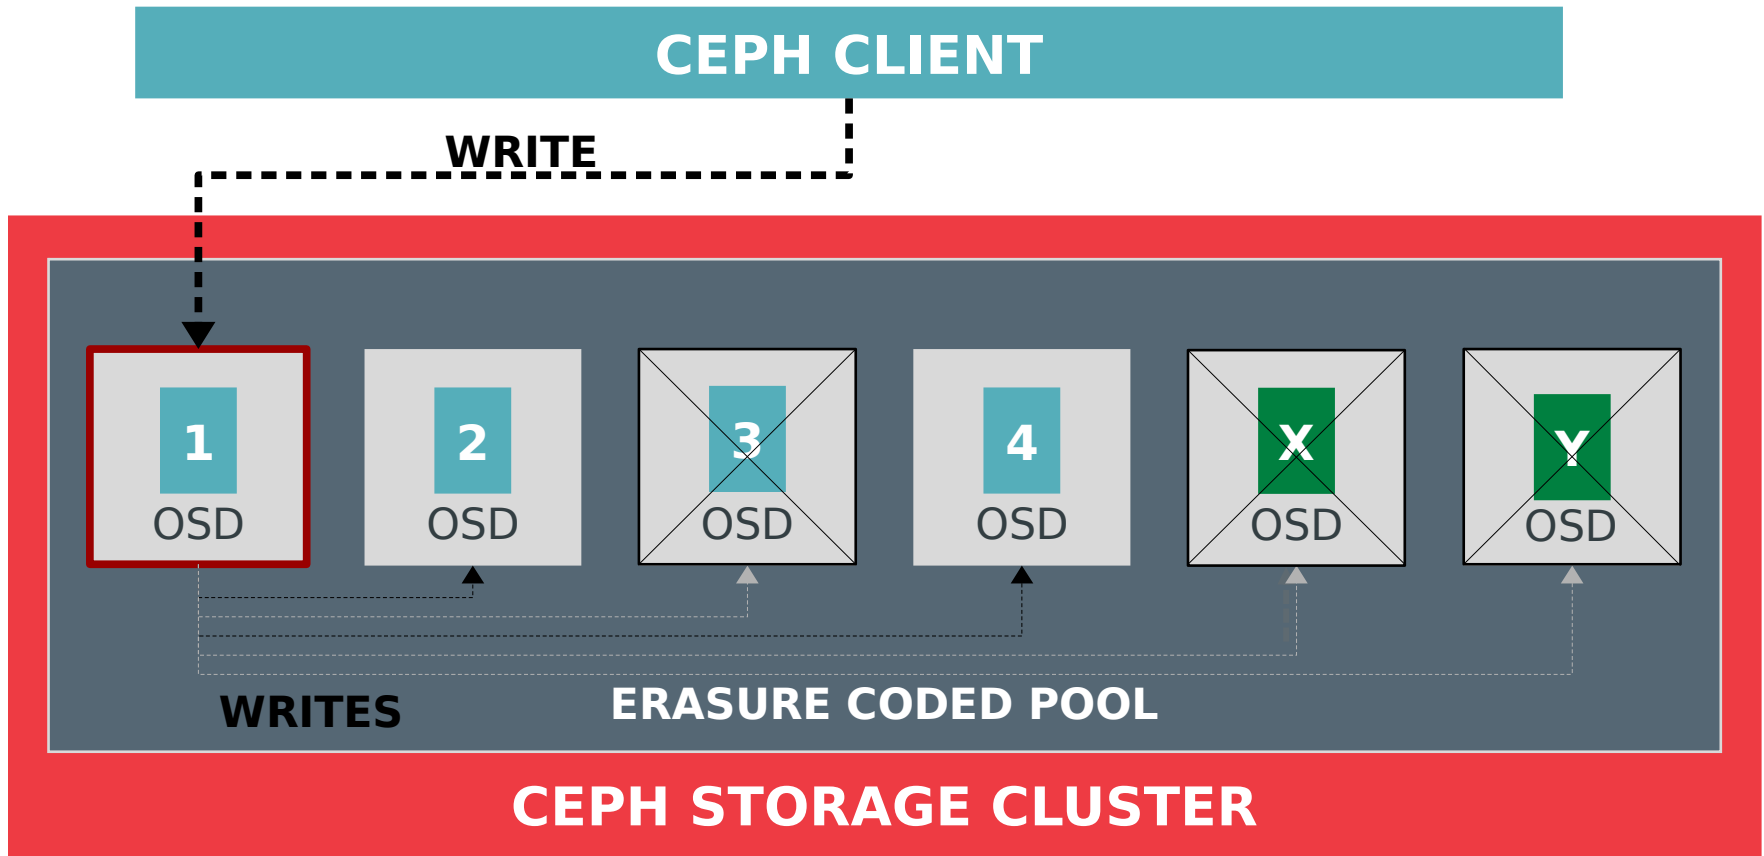 CEPH CLIENT
WRITE
1
OSD
2
OSD
3
OSD
4
OSD
X
OSD
Y
OSD
WRITES
ERASURE CODED POOL
CEPH STORAGE CLUSTER